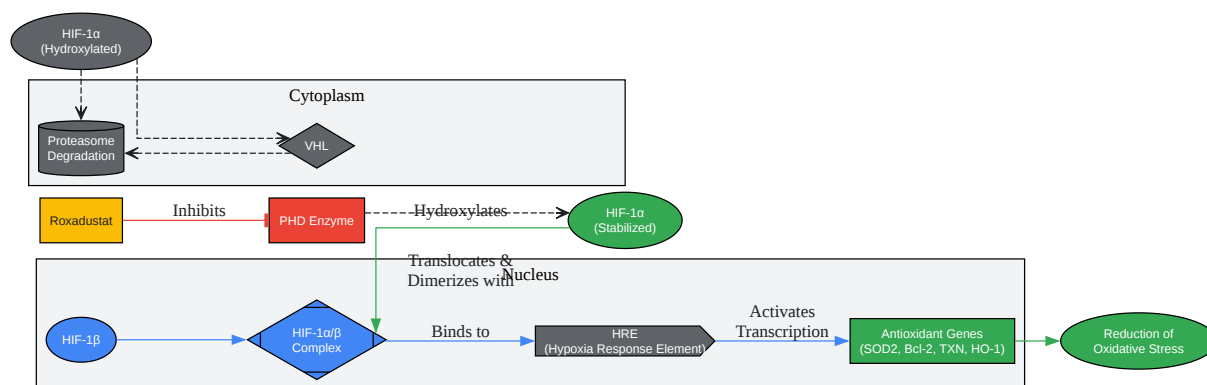 HIF-1α
(Hydroxylated)
Cytoplasm
Proteasome
Degradation
VHL
Roxadustat
Inhibits
PHD Enzyme
Hydroxylates
HIF-1α
(Stabilized)
Translocates &
Dimerizes with
Nucleus
HIF-1β
HIF-1α/β
Complex
Binds to
HRE
(Hypoxia Response Element)
Activates
Transcription
Antioxidant Genes
(SOD2, Bcl-2, TXN, HO-1)
Reduction of
Oxidative Stress